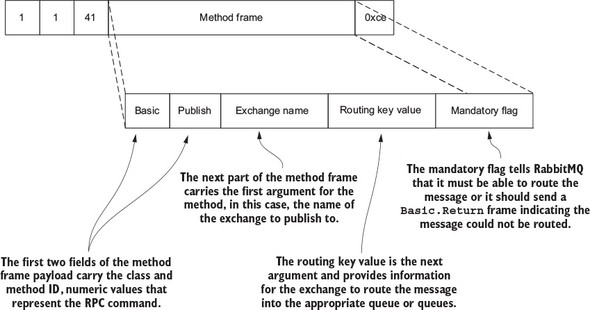 1 1 41 Method frame 0xce
Basic Publish Exchange name Routing key value Mandatory flag
The next part of the method frame
carries the first argument for the
method, in this case, the name of
the exchange to publish to.
The mandatory flag tells RabbitMQ
that it must be able to route the
message or it should send a
Basic.Return frame indicating the
message could not be routed.
The first two fields of the method
frame payload carry the class and
method ID, numeric values that
represent the RPC command.
The routing key value is the next
argument and provides information
for the exchange to route the message
into the appropriate queue or queues.